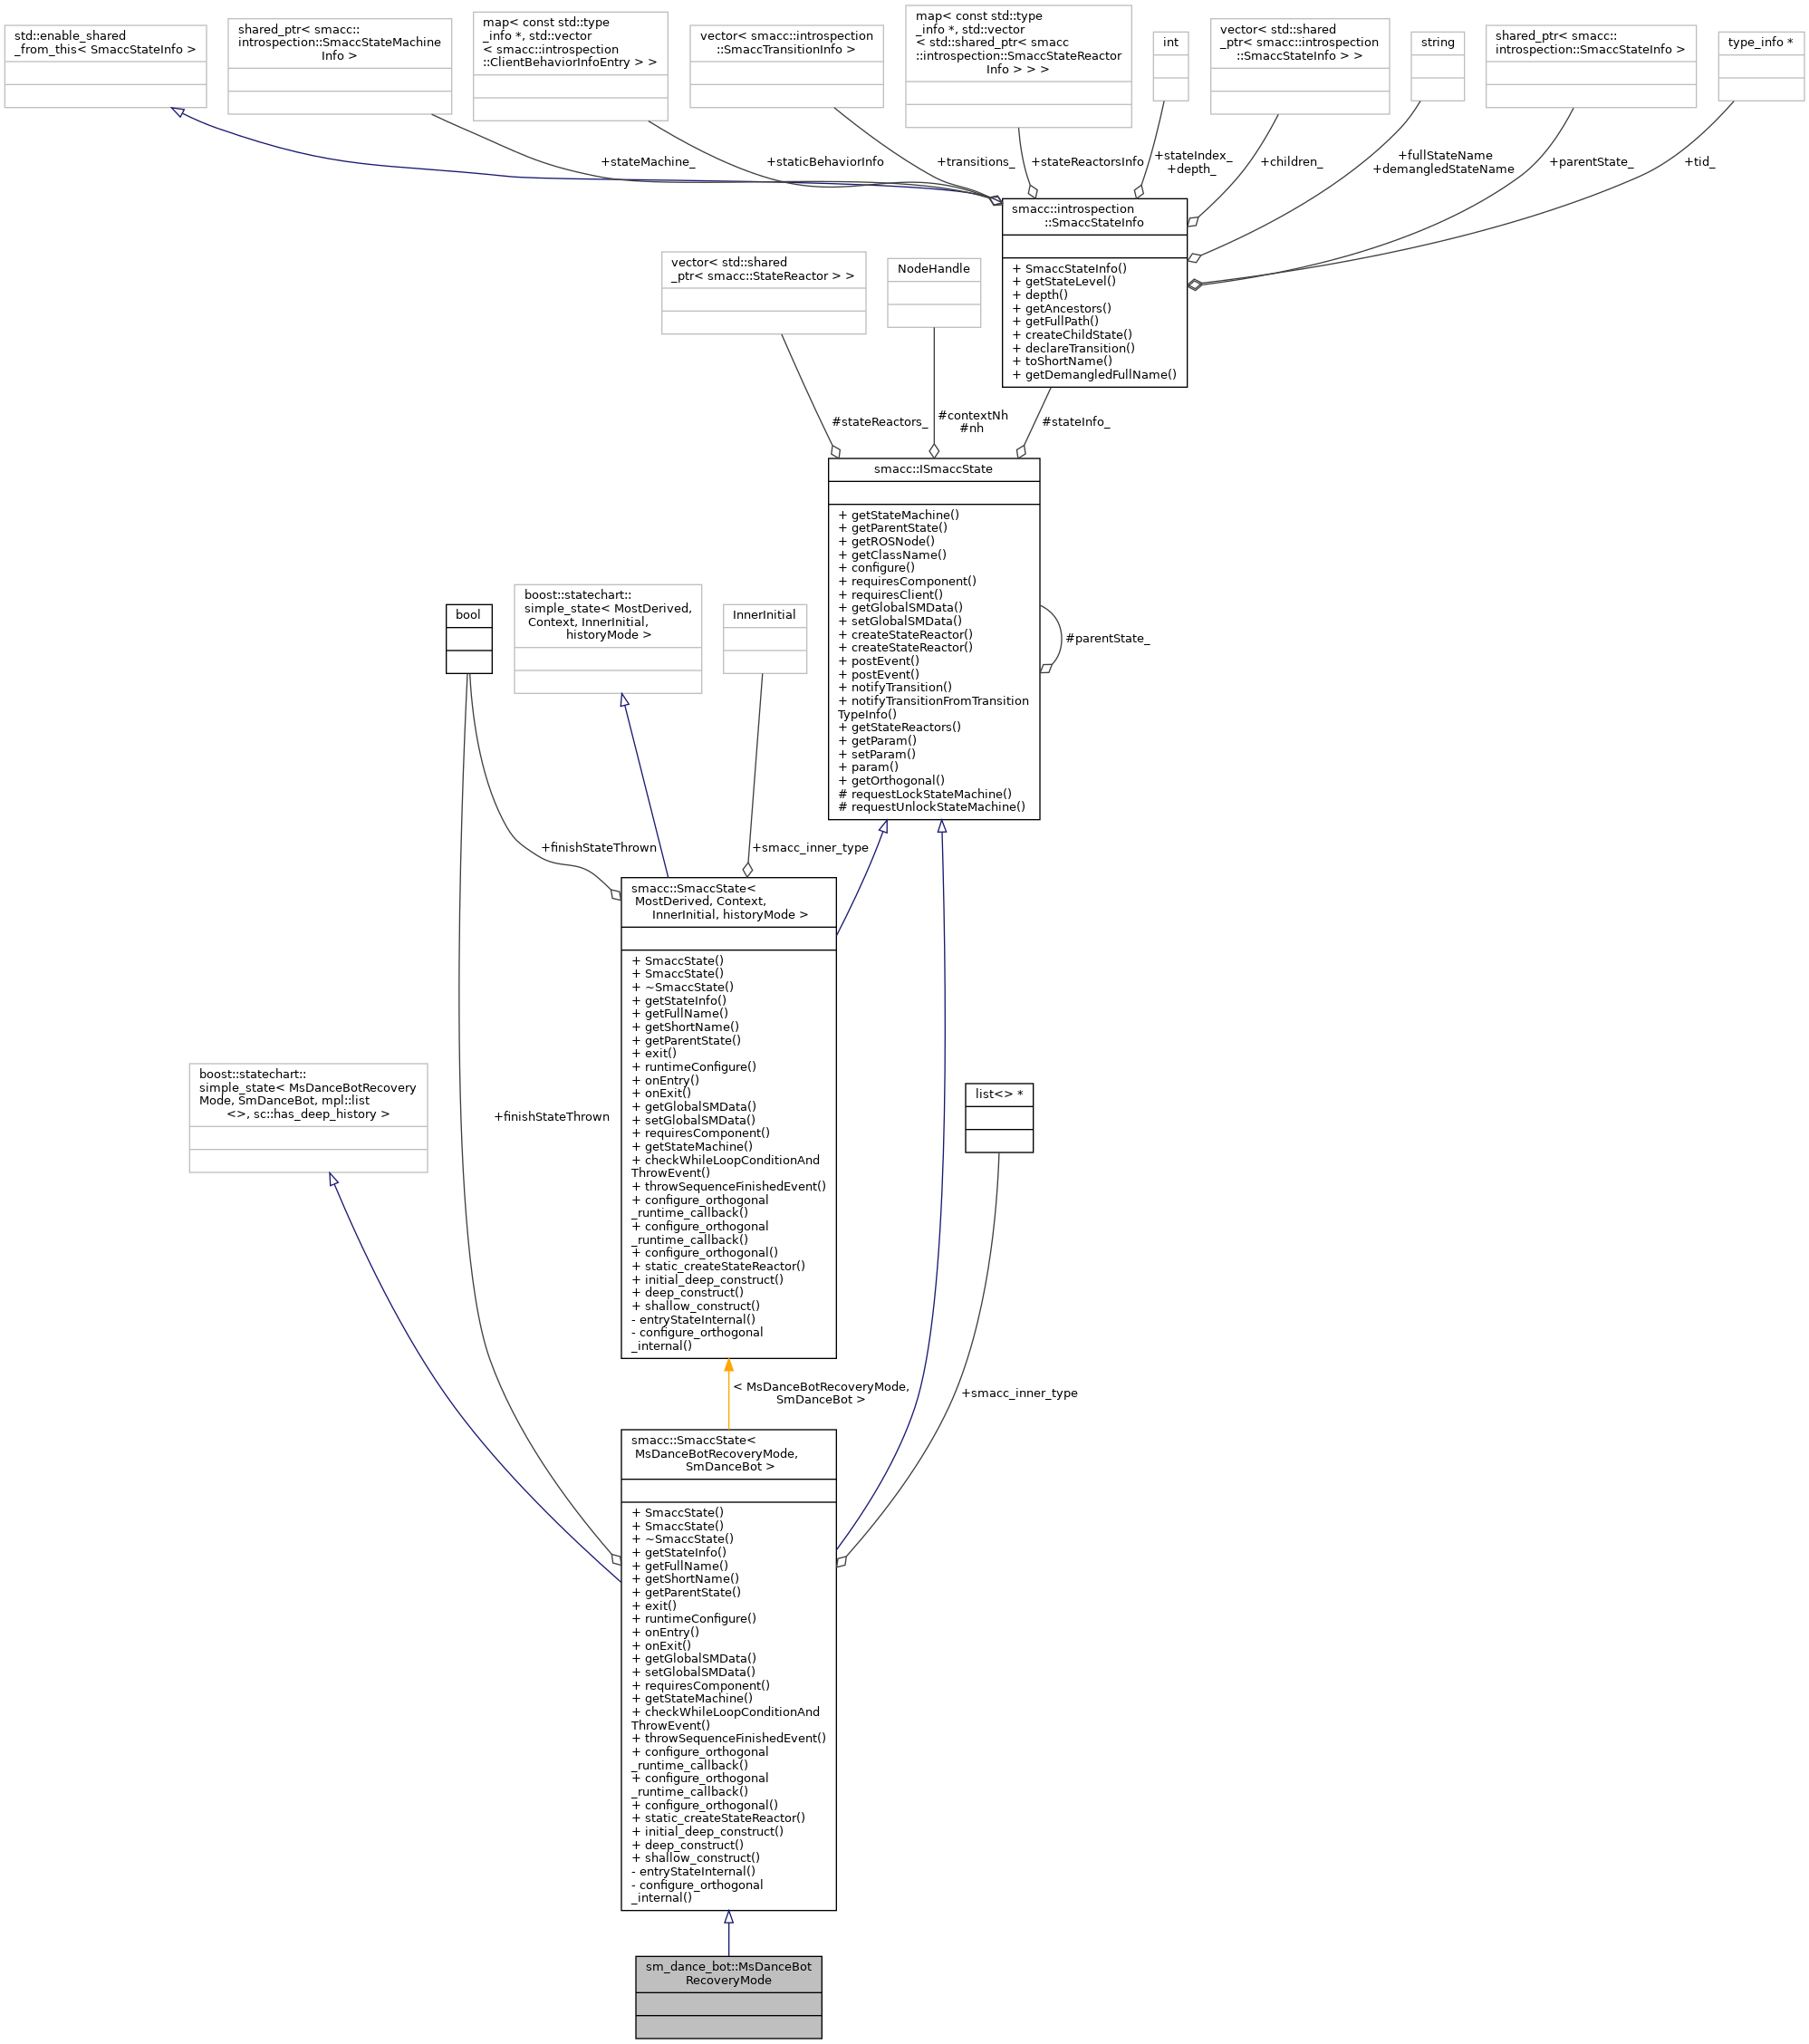 std::enable_shared
_from_this< SmaccStateInfo >
shared_ptr< smacc::
introspection::SmaccStateMachine
Info >
map< const std::type
_info *, std::vector
< smacc::introspection
::ClientBehaviorInfoEntry > >
vector< smacc::introspection
::SmaccTransitionInfo >
map< const std::type
_info *, std::vector
< std::shared_ptr< smacc
::introspection::SmaccStateReactor
Info > > >
int
vector< std::shared
_ptr< smacc::introspection
::SmaccStateInfo > >
string
shared_ptr< smacc::
introspection::SmaccStateInfo >
type_info *
+stateMachine_
+staticBehaviorInfo
+transitions_
+stateReactorsInfo
+stateIndex_
+depth_
+children_
+fullStateName
+demangledStateName
+parentState_
+tid_
smacc::introspection
::SmaccStateInfo
+ SmaccStateInfo()
+ getStateLevel()
+ depth()
+ getAncestors()
+ getFullPath()
+ createChildState()
+ declareTransition()
+ toShortName()
+ getDemangledFullName()
vector< std::shared
_ptr< smacc::StateReactor > >
NodeHandle
#stateReactors_
#contextNh
#nh
#stateInfo_
smacc::ISmaccState
+ getStateMachine()
+ getParentState()
+ getROSNode()
+ getClassName()
+ configure()
+ requiresComponent()
+ requiresClient()
+ getGlobalSMData()
+ setGlobalSMData()
+ createStateReactor()
+ createStateReactor()
+ postEvent()
+ postEvent()
+ notifyTransition()
+ notifyTransitionFromTransition
TypeInfo()
+ getStateReactors()
+ getParam()
+ setParam()
+ param()
+ getOrthogonal()
# requestLockStateMachine()
# requestUnlockStateMachine()
#parentState_
bool
boost::statechart::
simple_state< MostDerived,
Context, InnerInitial,
historyMode >
InnerInitial
+finishStateThrown
+smacc_inner_type
smacc::SmaccState<
MostDerived, Context,
InnerInitial, historyMode >
+ SmaccState()
+ SmaccState()
+ ~SmaccState()
+ getStateInfo()
+ getFullName()
+ getShortName()
+ getParentState()
+ exit()
+ runtimeConfigure()
+ onEntry()
+ onExit()
+ getGlobalSMData()
+ setGlobalSMData()
+ requiresComponent()
+ getStateMachine()
+ checkWhileLoopConditionAnd
ThrowEvent()
+ throwSequenceFinishedEvent()
+ configure_orthogonal
_runtime_callback()
+ configure_orthogonal
_runtime_callback()
+ configure_orthogonal()
+ static_createStateReactor()
+ initial_deep_construct()
+ deep_construct()
+ shallow_construct()
- entryStateInternal()
- configure_orthogonal
_internal()
boost::statechart::
simple_state< MsDanceBotRecovery
Mode, SmDanceBot, mpl::list
<>, sc::has_deep_history >
+finishStateThrown
list<> *
< MsDanceBotRecoveryMode,
SmDanceBot >
+smacc_inner_type
smacc::SmaccState<
MsDanceBotRecoveryMode,
SmDanceBot >
+ SmaccState()
+ SmaccState()
+ ~SmaccState()
+ getStateInfo()
+ getFullName()
+ getShortName()
+ getParentState()
+ exit()
+ runtimeConfigure()
+ onEntry()
+ onExit()
+ getGlobalSMData()
+ setGlobalSMData()
+ requiresComponent()
+ getStateMachine()
+ checkWhileLoopConditionAnd
ThrowEvent()
+ throwSequenceFinishedEvent()
+ configure_orthogonal
_runtime_callback()
+ configure_orthogonal
_runtime_callback()
+ configure_orthogonal()
+ static_createStateReactor()
+ initial_deep_construct()
+ deep_construct()
+ shallow_construct()
- entryStateInternal()
- configure_orthogonal
_internal()
sm_dance_bot::MsDanceBot
RecoveryMode